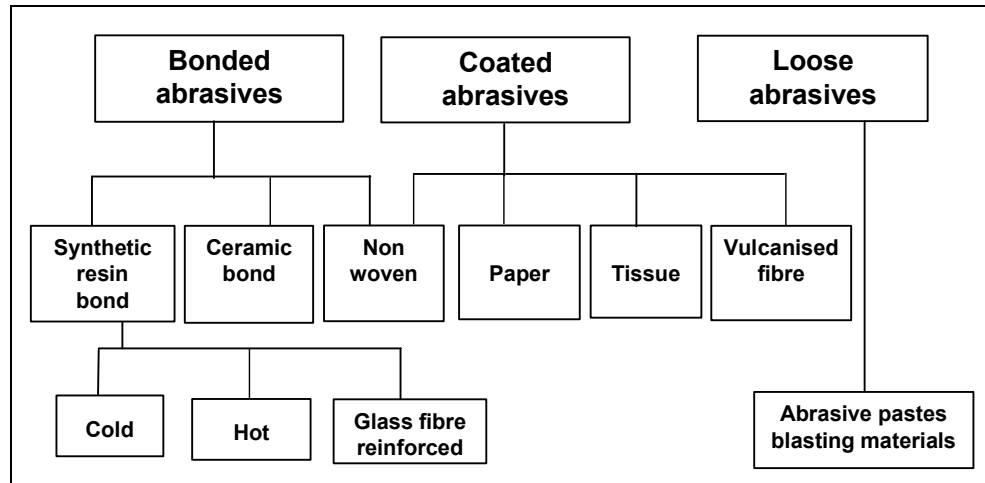 Bonded
abrasives
Coated
abrasives
Loose
abrasives
Synthetic
resin
bond
Ceramic
bond
Non
woven
Paper
Tissue
Vulcanised
fibre
Cold
Hot
Glass fibre
reinforced
Abrasive pastes
blasting materials